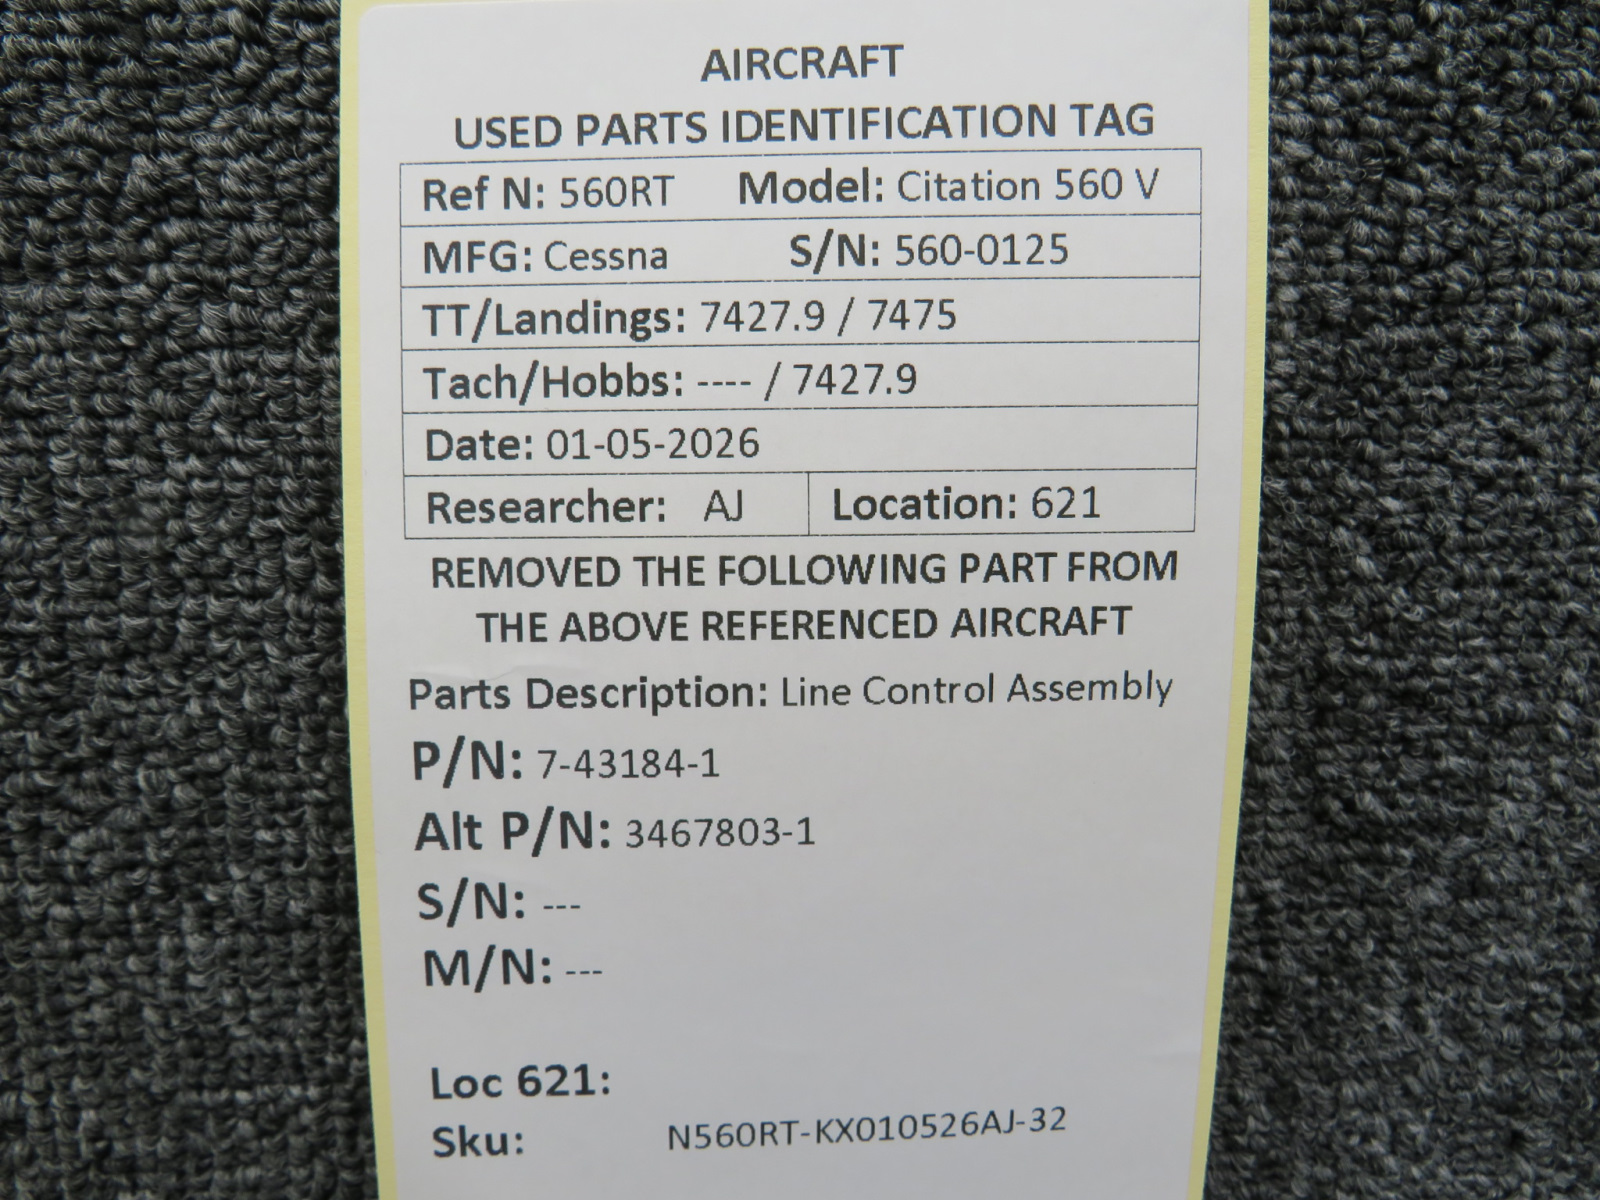 AIRCRAFT
USED PARTS IDENTIFICATION TAG
Ref N: 560RT Model: Citation 560 V
MFG: Cessna S/N: 560-0125
TT/Landings: 7427.9 / 7475
Tach/Hobbs: ---- / 7427.9
Date: 01-05-2026
Researcher: AJ Location: 621
REMOVED THE FOLLOWING PART FROM
THE ABOVE REFERENCED AIRCRAFT
Parts Description: Line Control Assembly
P/N: 7-43184-1
Alt P/N: 3467803-1
S/N: ---
M/N: ---
Loc 621:
Sku: N560RT-KX010526AJ-32